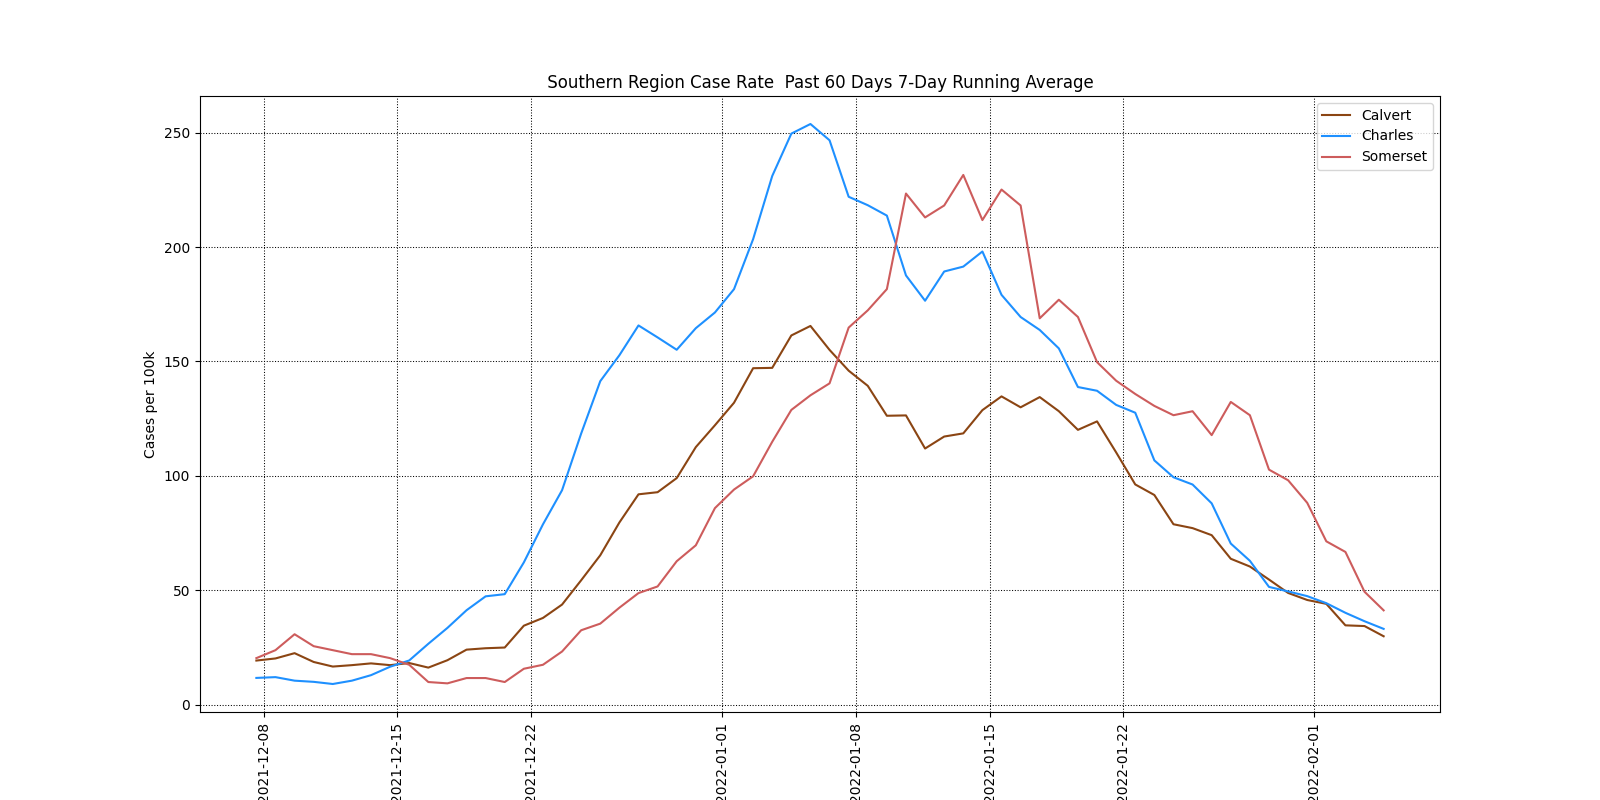 Southern Region Case Rate  Past 60 Days 7-Day Running Average
Calvert
Charles
Somerset
Cases per 100k
250
200
150
100
50
0
2021-12-08
2021-12-15
2021-12-22
2022-01-01
2022-01-08
2022-01-15
2022-01-22
2022-02-01